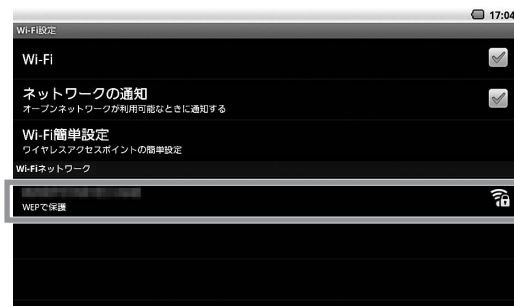 17:04
Wi-Fi設定
Wi-Fi
ネットワークの通知
オープンネットワークが利用可能なときに通知する
Wi-Fi簡単設定
ワイヤレスアクセスポイントの簡単設定
Wi-Fiネットワーク
WEPで保護